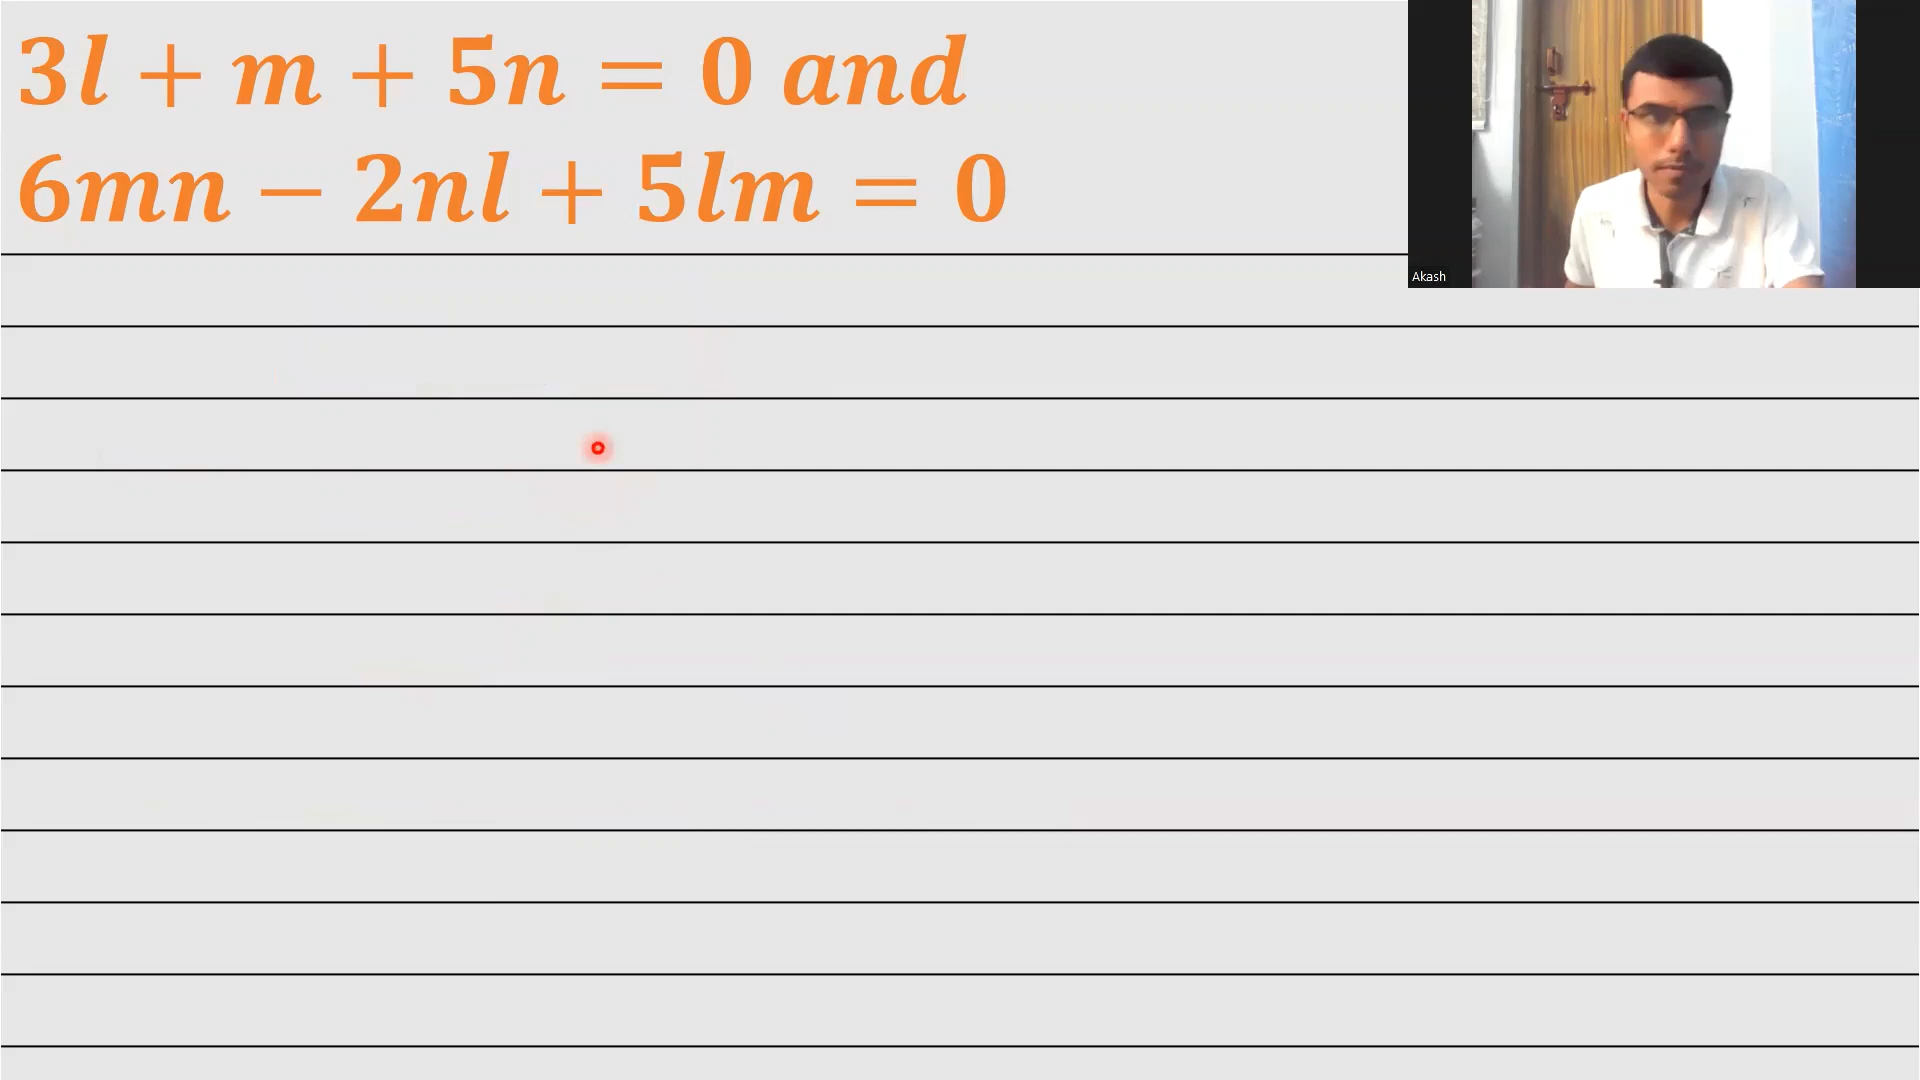 3l + m + 5n = 0 and
6mn − 2nl + 5lm = 0
Akash